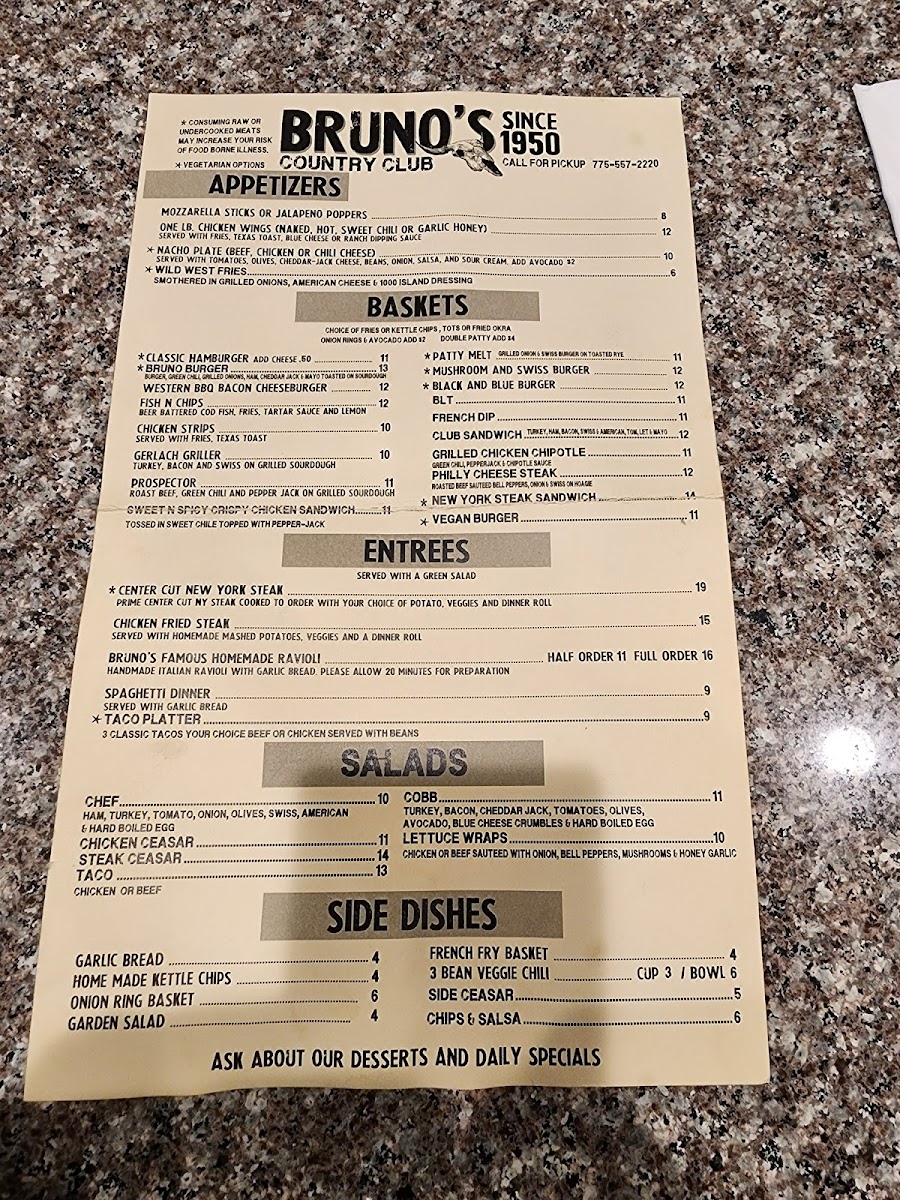 * CONSUMING RAW OR
UNDERCOOKED MEATS
MAY INCREASE YOUR RISK
OF FOOD BORNE ILLNESS.
* VEGETARIAN OPTIONS
BRUNO'S
COUNTRY CLUB
SINCE
1950
CALL FOR PICKUP 775-557-2220
APPETIZERS
MOZZARELLA STICKS OR JALAPENO POPPERS 8
ONE LB. CHICKEN WINGS (NAKED, HOT, SWEET CHILI OR GARLIC HONEY) 12
SERVED WITH FRIES, TEXAS TOAST, BLUE CHEESE OR RANCH DIPPING SAUCE
* NACHO PLATE (BEEF, CHICKEN OR CHILI CHEESE) 10
SERVED WITH TOMATOES, OLIVES, CHEDDAR-JACK CHEESE, BEANS, ONION, SALSA, AND SOUR CREAM. ADD AVOCADO $2
* WILD WEST FRIES 6
SMOTHERED IN GRILLED ONIONS, AMERICAN CHEESE & 1000 ISLAND DRESSING
BASKETS
CHOICE OF FRIES OR KETTLE CHIPS, TOTS OR FRIED OKRA
ONION RINGS & AVOCADO ADD $2 DOUBLE PATTY ADD $4
* CLASSIC HAMBURGER ADD CHEESE .50 11
* BRUNO BURGER 13
BURGER, GREEN CHILI, GRILLED ONIONS, HAM, CHEDDAR JACK & MAYO TOASTED ON SOURDOUGH
WESTERN BBQ BACON CHEESEBURGER 12
FISH N CHIPS 12
BEER BATTERED COD FISH, FRIES, TARTAR SAUCE AND LEMON
CHICKEN STRIPS 10
SERVED WITH FRIES, TEXAS TOAST
GERLACH GRILLER 10
TURKEY, BACON AND SWISS ON GRILLED SOURDOUGH
PROSPECTOR 11
ROAST BEEF, GREEN CHILI AND PEPPER JACK ON GRILLED SOURDOUGH
SWEET N SPICY CRISPY CHICKEN SANDWICH 11
TOSSED IN SWEET CHILE TOPPED WITH PEPPER-JACK
* PATTY MELT GRILLED ONION & SWISS BURGER ON TOASTED RYE 11
* MUSHROOM AND SWISS BURGER 12
* BLACK AND BLUE BURGER 12
BLT 11
FRENCH DIP 11
CLUB SANDWICH TURKEY, HAM, BACON, SWISS & AMERICAN, TOM, LET & MAYO 12
GRILLED CHICKEN CHIPOTLE 11
GREEN CHILI, PEPPERJACK & CHIPOTLE SAUCE
PHILLY CHEESE STEAK 12
ROASTED BEEF SAUTEED BELL PEPPERS, ONION & SWISS ON HOAGIE
* NEW YORK STEAK SANDWICH 14
* VEGAN BURGER 11
ENTREES
SERVED WITH A GREEN SALAD
* CENTER CUT NEW YORK STEAK 19
PRIME CENTER CUT NY STEAK COOKED TO ORDER WITH YOUR CHOICE OF POTATO, VEGGIES AND DINNER ROLL
CHICKEN FRIED STEAK 15
SERVED WITH HOMEMADE MASHED POTATOES, VEGGIES AND A DINNER ROLL
BRUNO'S FAMOUS HOMEMADE RAVIOLI HALF ORDER 11 FULL ORDER 16
HANDMADE ITALIAN RAVIOLI WITH GARLIC BREAD. PLEASE ALLOW 20 MINUTES FOR PREPARATION
SPAGHETTI DINNER 9
SERVED WITH GARLIC BREAD
* TACO PLATTER 9
3 CLASSIC TACOS YOUR CHOICE BEEF OR CHICKEN SERVED WITH BEANS
SALADS
CHEF 10
HAM, TURKEY, TOMATO, ONION, OLIVES, SWISS, AMERICAN
& HARD BOILED EGG
CHICKEN CEASAR 11
STEAK CEASAR 14
TACO 13
CHICKEN OR BEEF
COBB 11
TURKEY, BACON, CHEDDAR JACK, TOMATOES, OLIVES,
AVOCADO, BLUE CHEESE CRUMBLES & HARD BOILED EGG
LETTUCE WRAPS 10
CHICKEN OR BEEF SAUTEED WITH ONION, BELL PEPPERS, MUSHROOMS & HONEY GARLIC
SIDE DISHES
GARLIC BREAD 4
HOME MADE KETTLE CHIPS 4
ONION RING BASKET 6
GARDEN SALAD 4
FRENCH FRY BASKET 4
3 BEAN VEGGIE CHILI CUP 3 / BOWL 6
SIDE CEASAR 5
CHIPS & SALSA 6
ASK ABOUT OUR DESSERTS AND DAILY SPECIALS